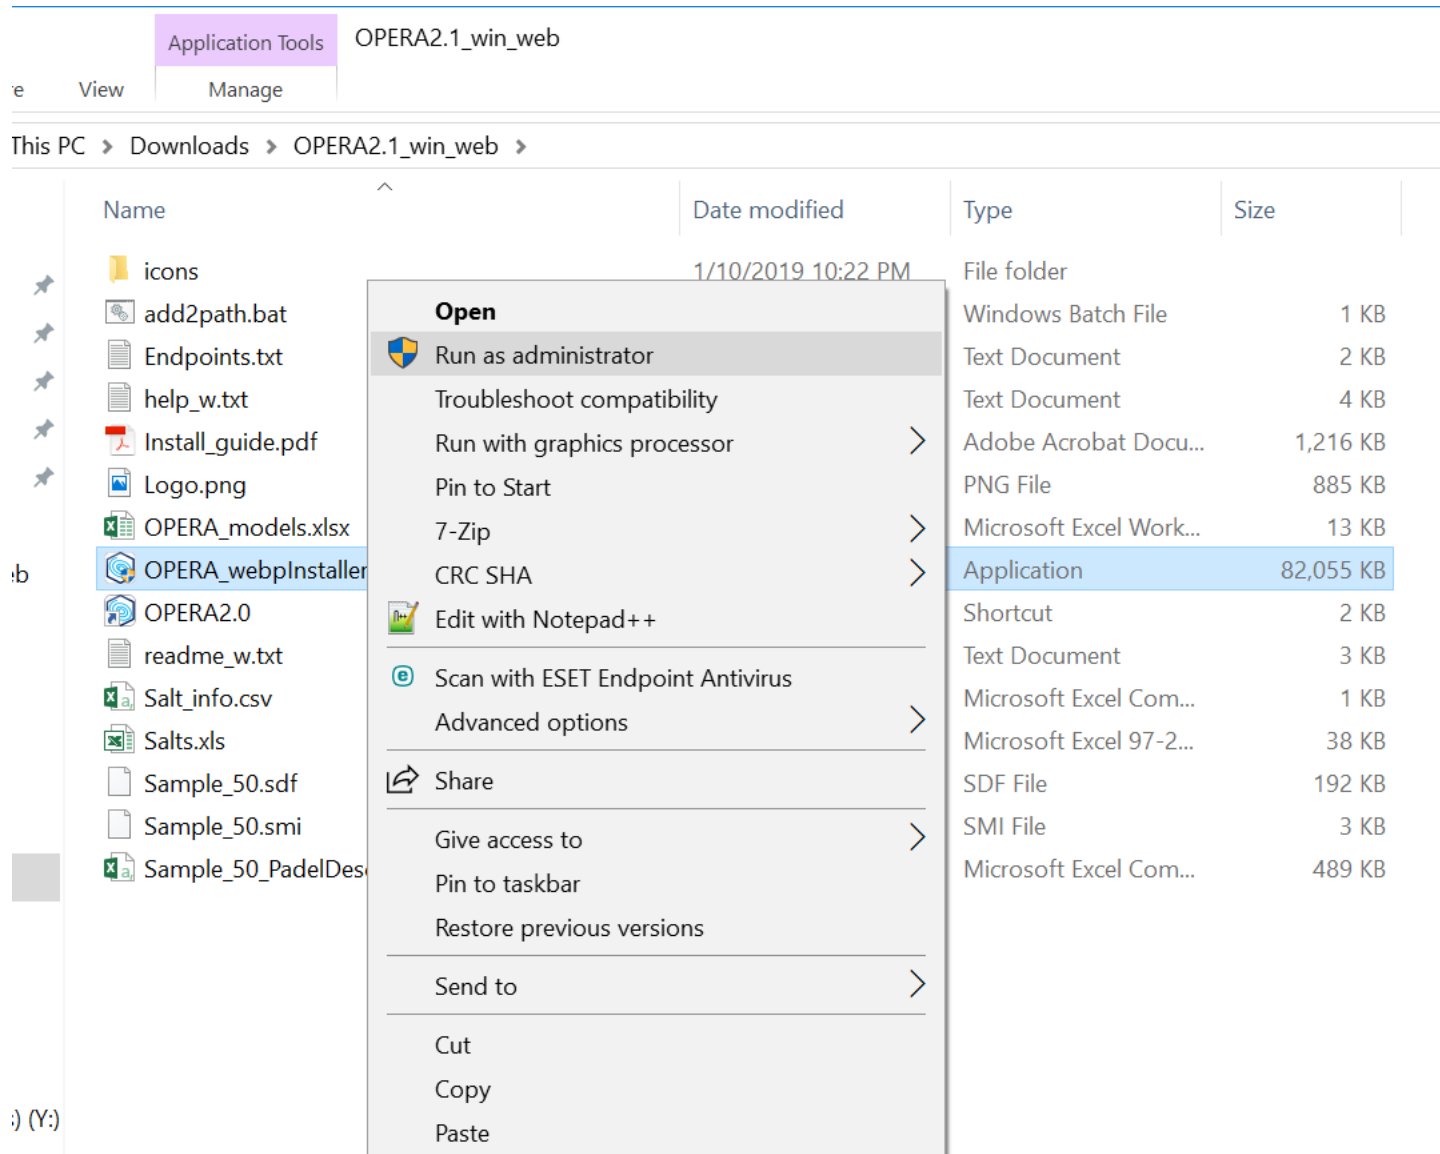 Application Tools
OPERA2.1_win_web
View
Manage
This PC > Downloads > OPERA2.1_win_web >
Name
Date modified
Type
Size
icons 1/10/2019 10:22 PM File folder
add2path.bat Windows Batch File 1 KB
Endpoints.txt Text Document 2 KB
help_w.txt Text Document 4 KB
Install_guide.pdf Adobe Acrobat Docu... 1,216 KB
Logo.png PNG File 885 KB
OPERA_models.xlsx Microsoft Excel Work... 13 KB
OPERA_webpInstaller Application 82,055 KB
OPERA2.0 Shortcut 2 KB
readme_w.txt Text Document 3 KB
Salt_info.csv Microsoft Excel Com... 1 KB
Salts.xls Microsoft Excel 97-2... 38 KB
Sample_50.sdf SDF File 192 KB
Sample_50.smi SMI File 3 KB
Sample_50_PadelDes Microsoft Excel Com... 489 KB
(Y:)
Open
Run as administrator
Troubleshoot compatibility
Run with graphics processor
Pin to Start
7-Zip
CRC SHA
Edit with Notepad++
Scan with ESET Endpoint Antivirus
Advanced options
Share
Give access to
Pin to taskbar
Restore previous versions
Send to
Cut
Copy
Paste